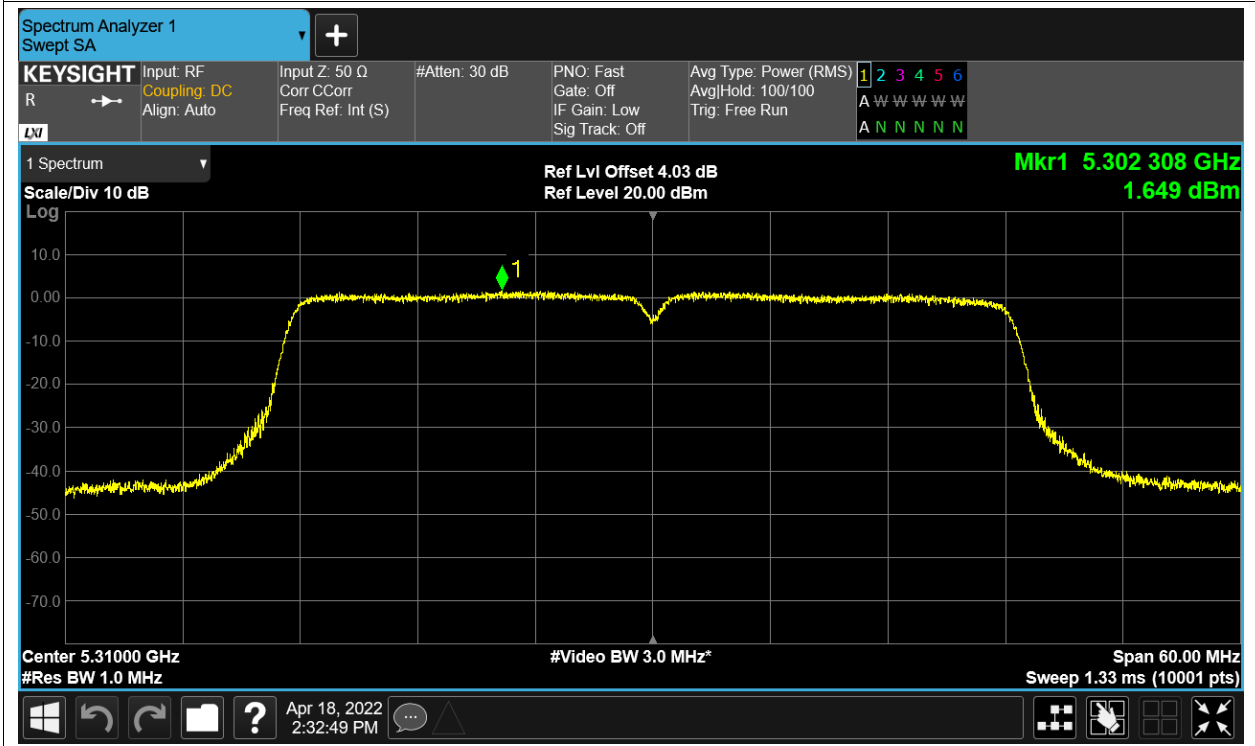 Spectrum Analyzer 1
Swept SA
KEYSIGHT
R
LXI
Input: RF
Coupling: DC
Align: Auto
Input Z: 50 Ω
Corr CCorr
Freq Ref: Int (S)
#Atten: 30 dB
PNO: Fast
Gate: Off
IF Gain: Low
Sig Track: Off
Avg Type: Power (RMS)
Avg|Hold: 100/100
Trig: Free Run
1 2 3 4 5 6
A W W W W W
A N N N N N
1 Spectrum
Scale/Div 10 dB
Log
Ref Lvl Offset 4.03 dB
Ref Level 20.00 dBm
Mkr1 5.302 308 GHz
1.649 dBm
1
10.0
0.00
-10.0
-20.0
-30.0
-40.0
-50.0
-60.0
-70.0
Center 5.31000 GHz
#Res BW 1.0 MHz
#Video BW 3.0 MHz*
Span 60.00 MHz
Sweep 1.33 ms (10001 pts)
?
Apr 18, 2022
2:32:49 PM